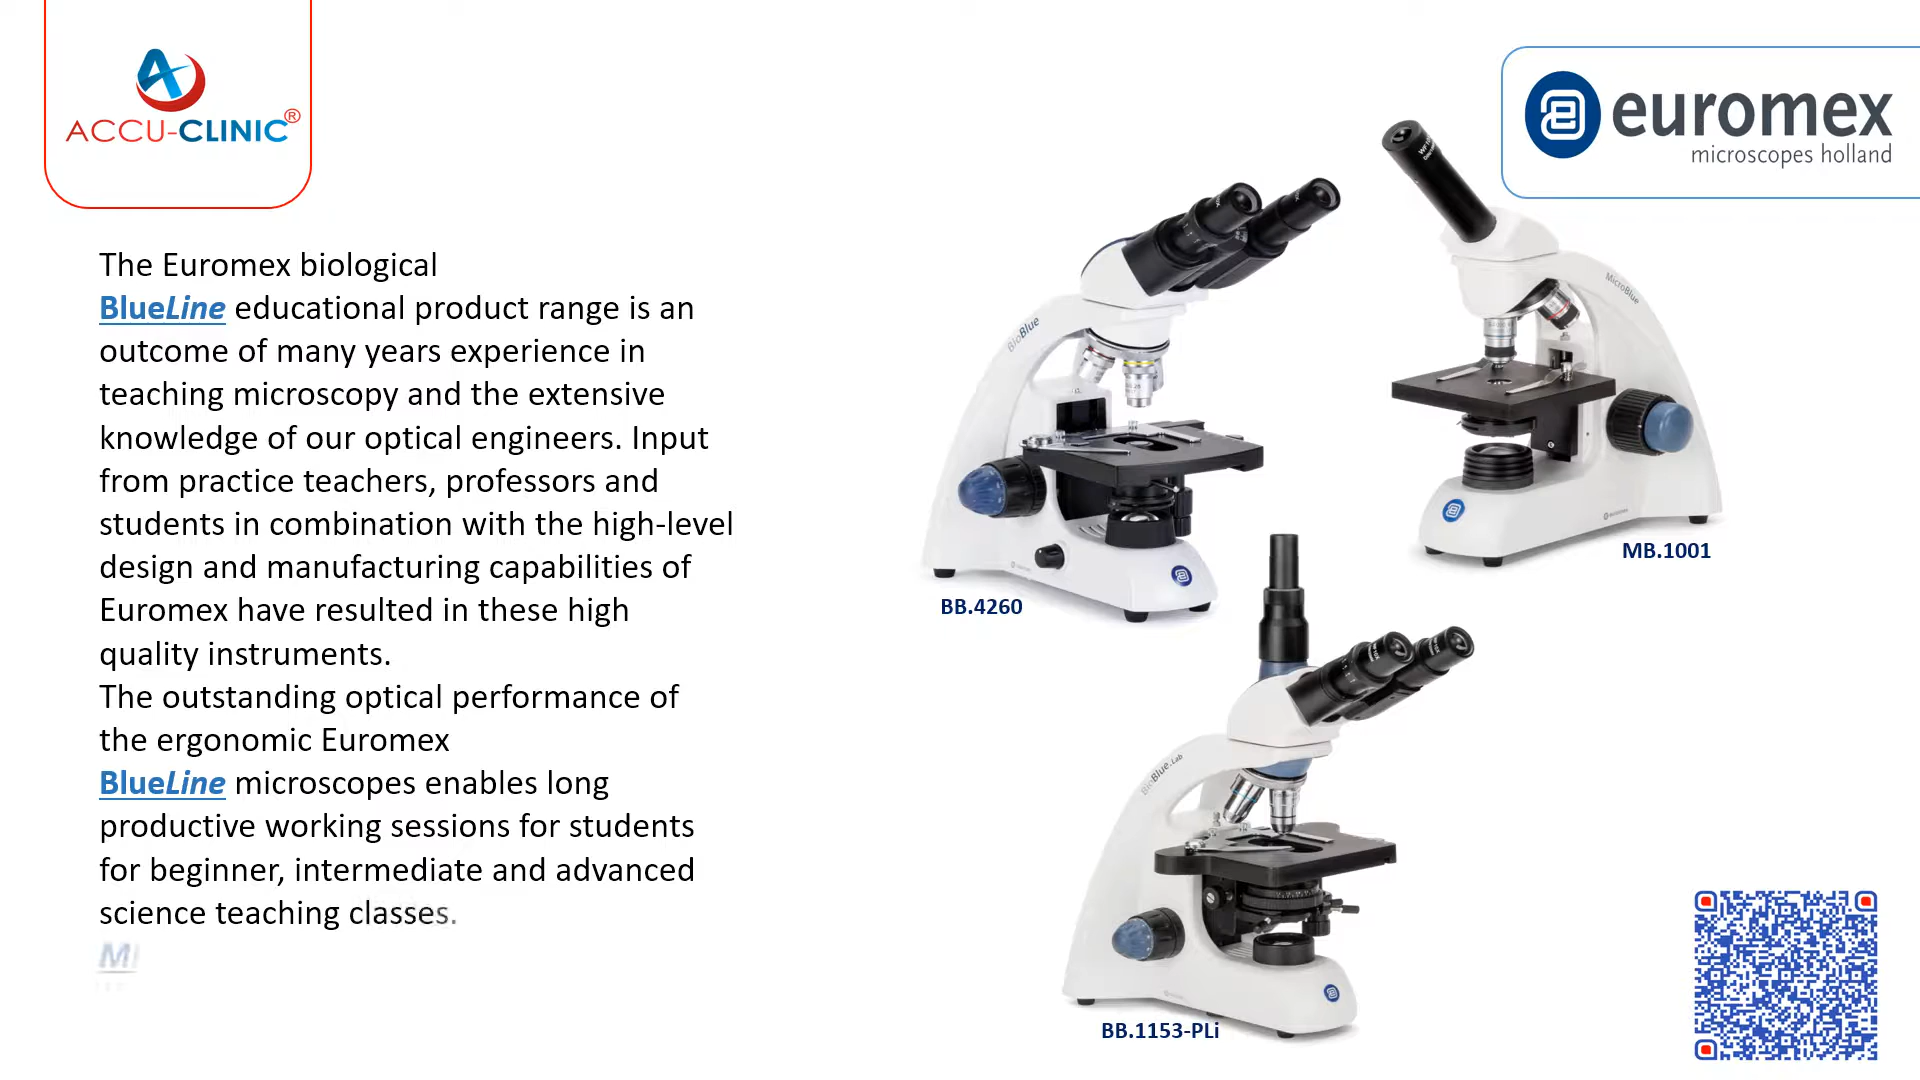 ACCU-CLINIC®
euromex
microscopes holland
The Euromex biological
BlueLine educational product range is an
outcome of many years experience in
teaching microscopy and the extensive
knowledge of our optical engineers. Input
from practice teachers, professors and
students in combination with the high-level
design and manufacturing capabilities of
Euromex have resulted in these high
quality instruments.
The outstanding optical performance of
the ergonomic Euromex
BlueLine microscopes enables long
productive working sessions for students
for beginner, intermediate and advanced
science teaching classes.
BioBlue
BB.4260
MicroBlue
MB.1001
BioBlue.Lab
BB.1153-PLi